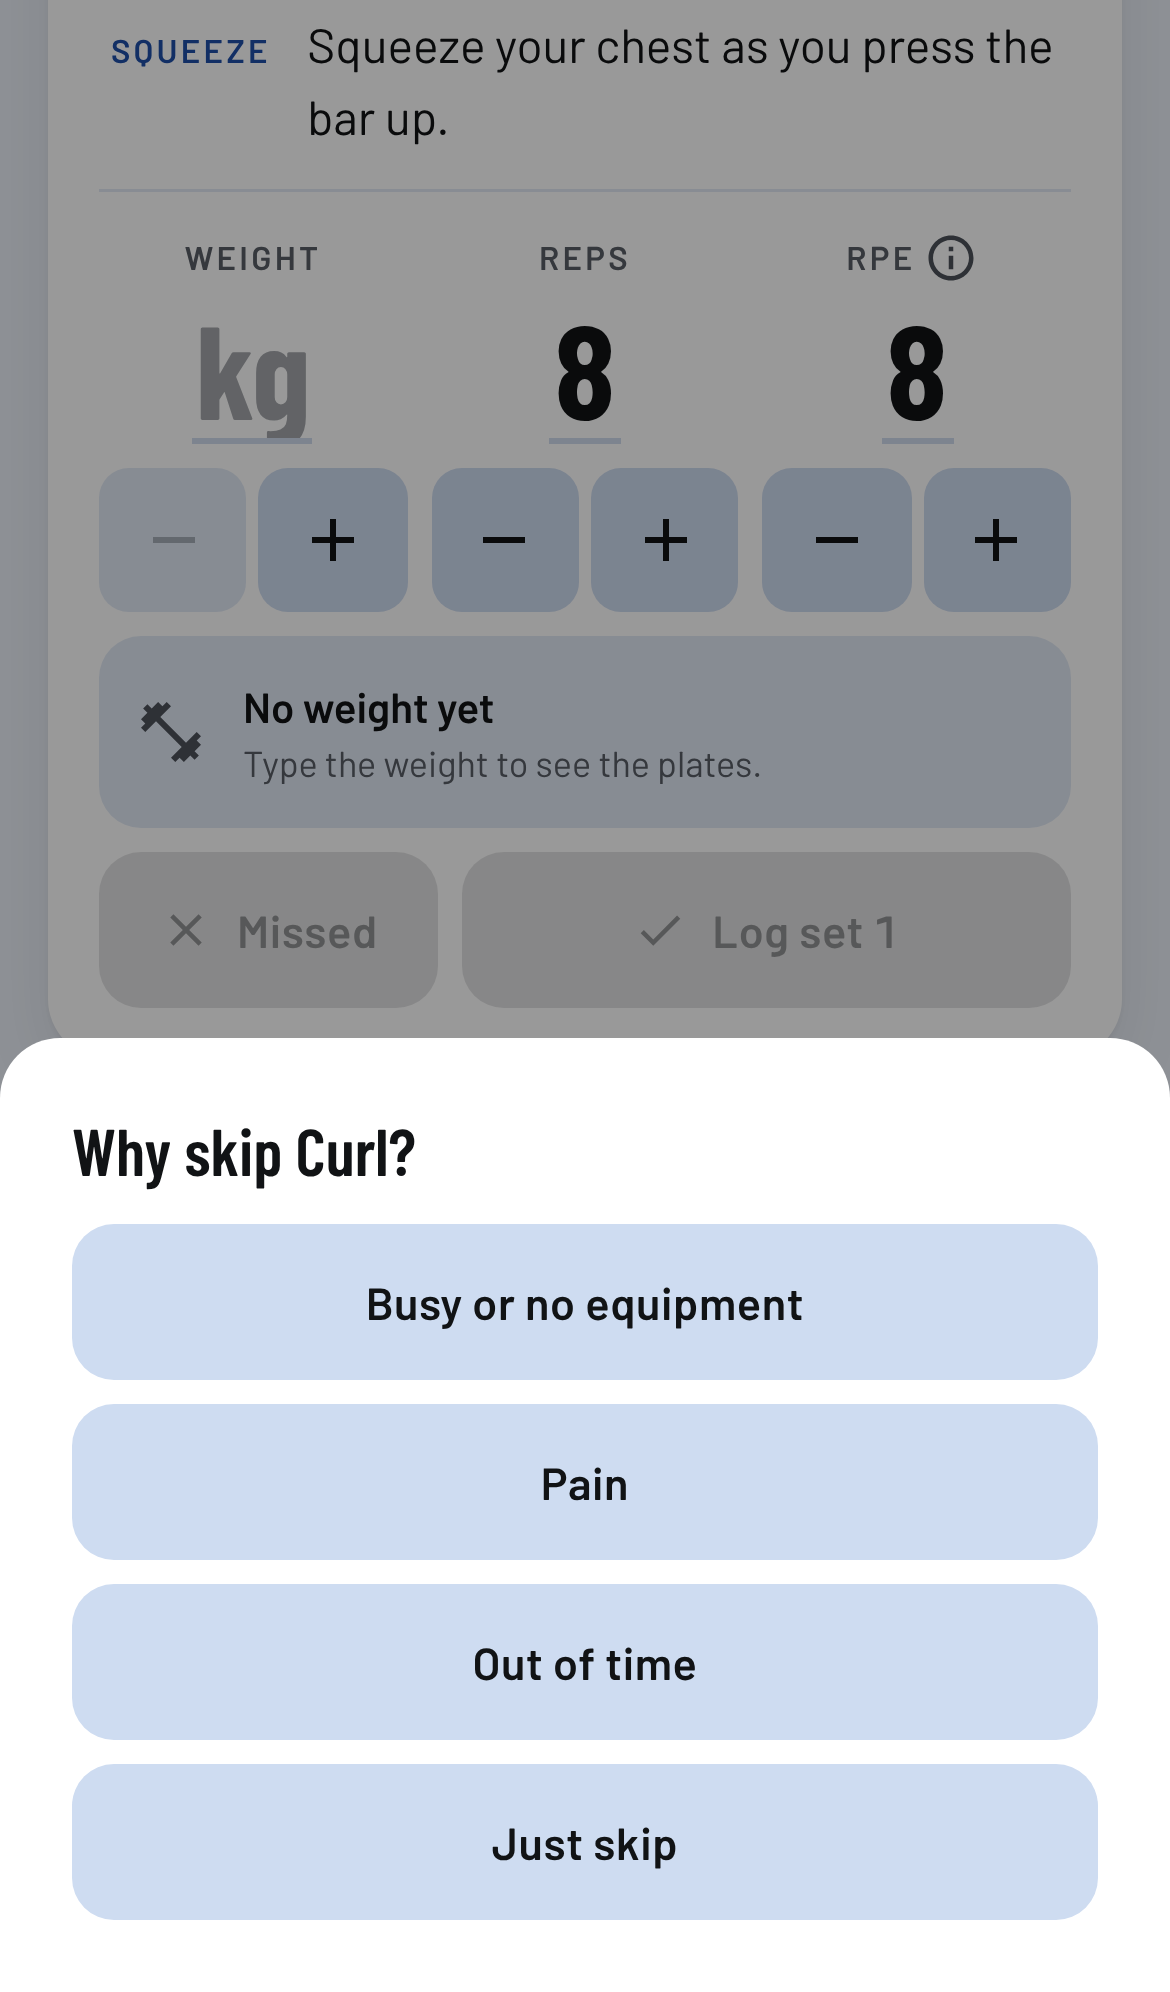 SQUEEZE Squeeze your chest as you press the
bar up.
WEIGHT REPS RPE
kg 8 8
No weight yet
Type the weight to see the plates.
Missed Log set 1
Why skip Curl?
Busy or no equipment
Pain
Out of time
Just skip